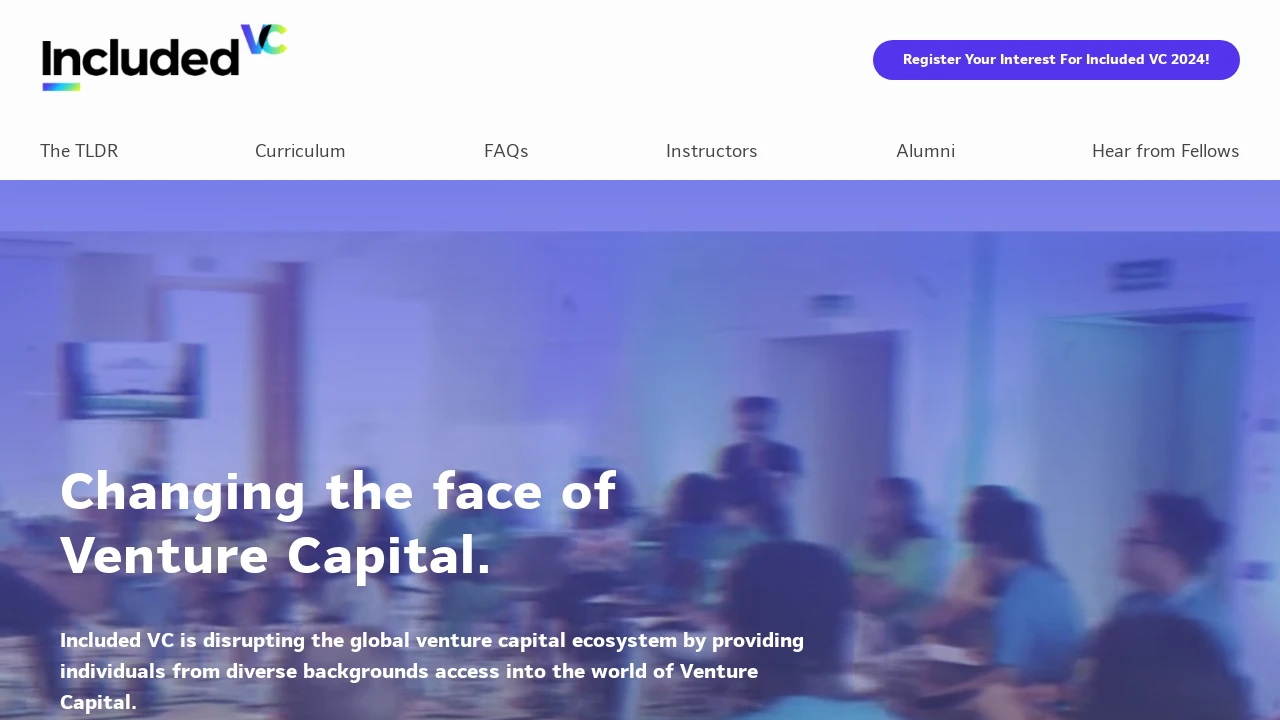 Included VC
Register Your Interest For Included VC 2024!
The TLDR
Curriculum
FAQs
Instructors
Alumni
Hear from Fellows
Changing the face of
Venture Capital.
Included VC is disrupting the global venture capital ecosystem by providing
individuals from diverse backgrounds access into the world of Venture
Capital.